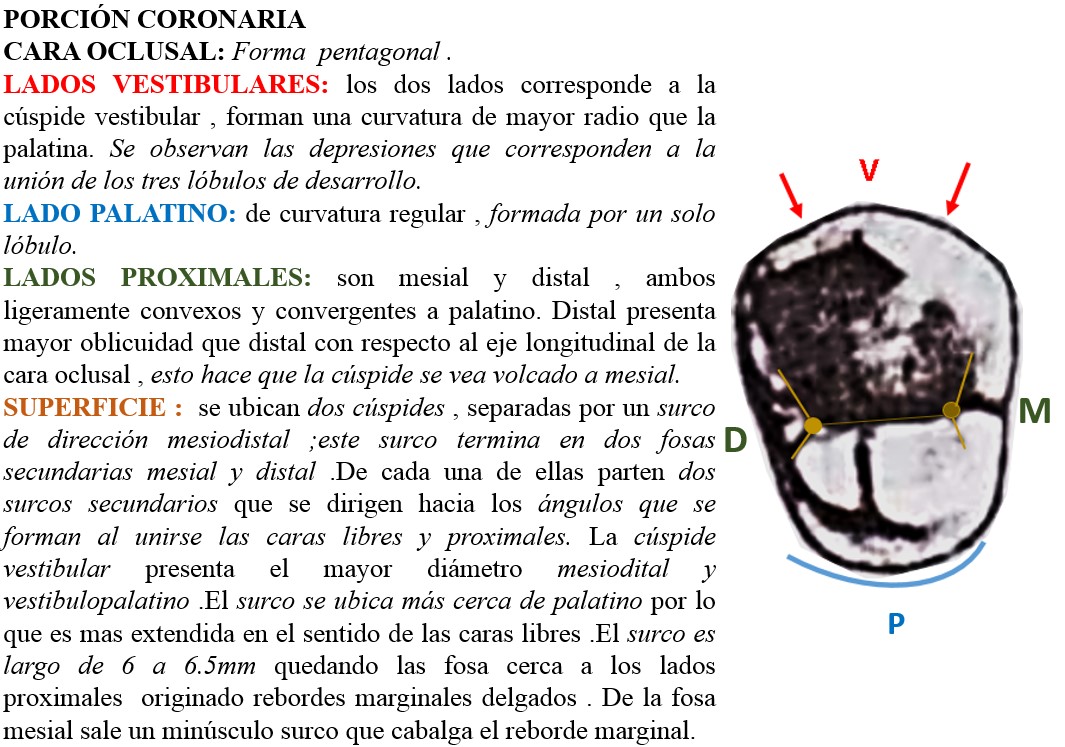 PORCIÓN CORONARIA
CARA OCLUSAL: Forma pentagonal .
LADOS VESTIBULARES: los dos lados corresponde a la
cúspide vestibular , forman una curvatura de mayor radio que la
palatina. Se observan las depresiones que corresponden a la
unión de los tres lóbulos de desarrollo.
LADO PALATINO: de curvatura regular , formada por un solo
lóbulo.
LADOS PROXIMALES: son mesial y distal , ambos
ligeramente convexos y convergentes a palatino. Distal presenta
mayor oblicuidad que distal con respecto al eje longitudinal de la
cara oclusal , esto hace que la cúspide se vea volcado a mesial.
SUPERFICIE : se ubican dos cúspides , separadas por un surco
de dirección mesiodistal ;este surco termina en dos fosas
secundarias mesial y distal .De cada una de ellas parten dos
surcos secundarios que se dirigen hacia los ángulos que se
forman al unirse las caras libres y proximales. La cúspide
vestibular presenta el mayor diámetro mesiodital y
vestibulopalatino .El surco se ubica más cerca de palatino por lo
que es mas extendida en el sentido de las caras libres .El surco es
largo de 6 a 6.5mm quedando las fosa cerca a los lados
proximales originado rebordes marginales delgados . De la fosa
mesial sale un minúsculo surco que cabalga el reborde marginal.
V
D
M
P